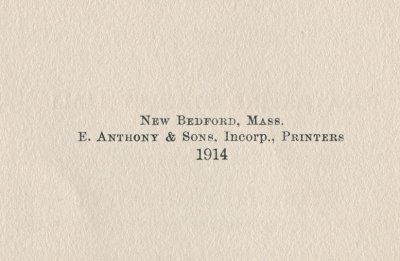 New Bedford, Mass.
E. Anthony & Sons, Incorp., Printers
1914